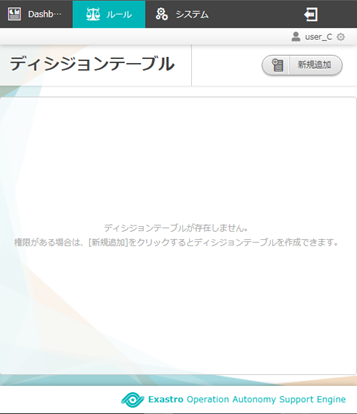 Dashb…
ルール
システム
user_C
ディシジョンテーブル
新規追加
ディシジョンテーブルが存在しません。
権限がある場合は、[新規追加]をクリックするとディシジョンテーブルを作成できます。
Exastro Operation Autonomy Support Engine